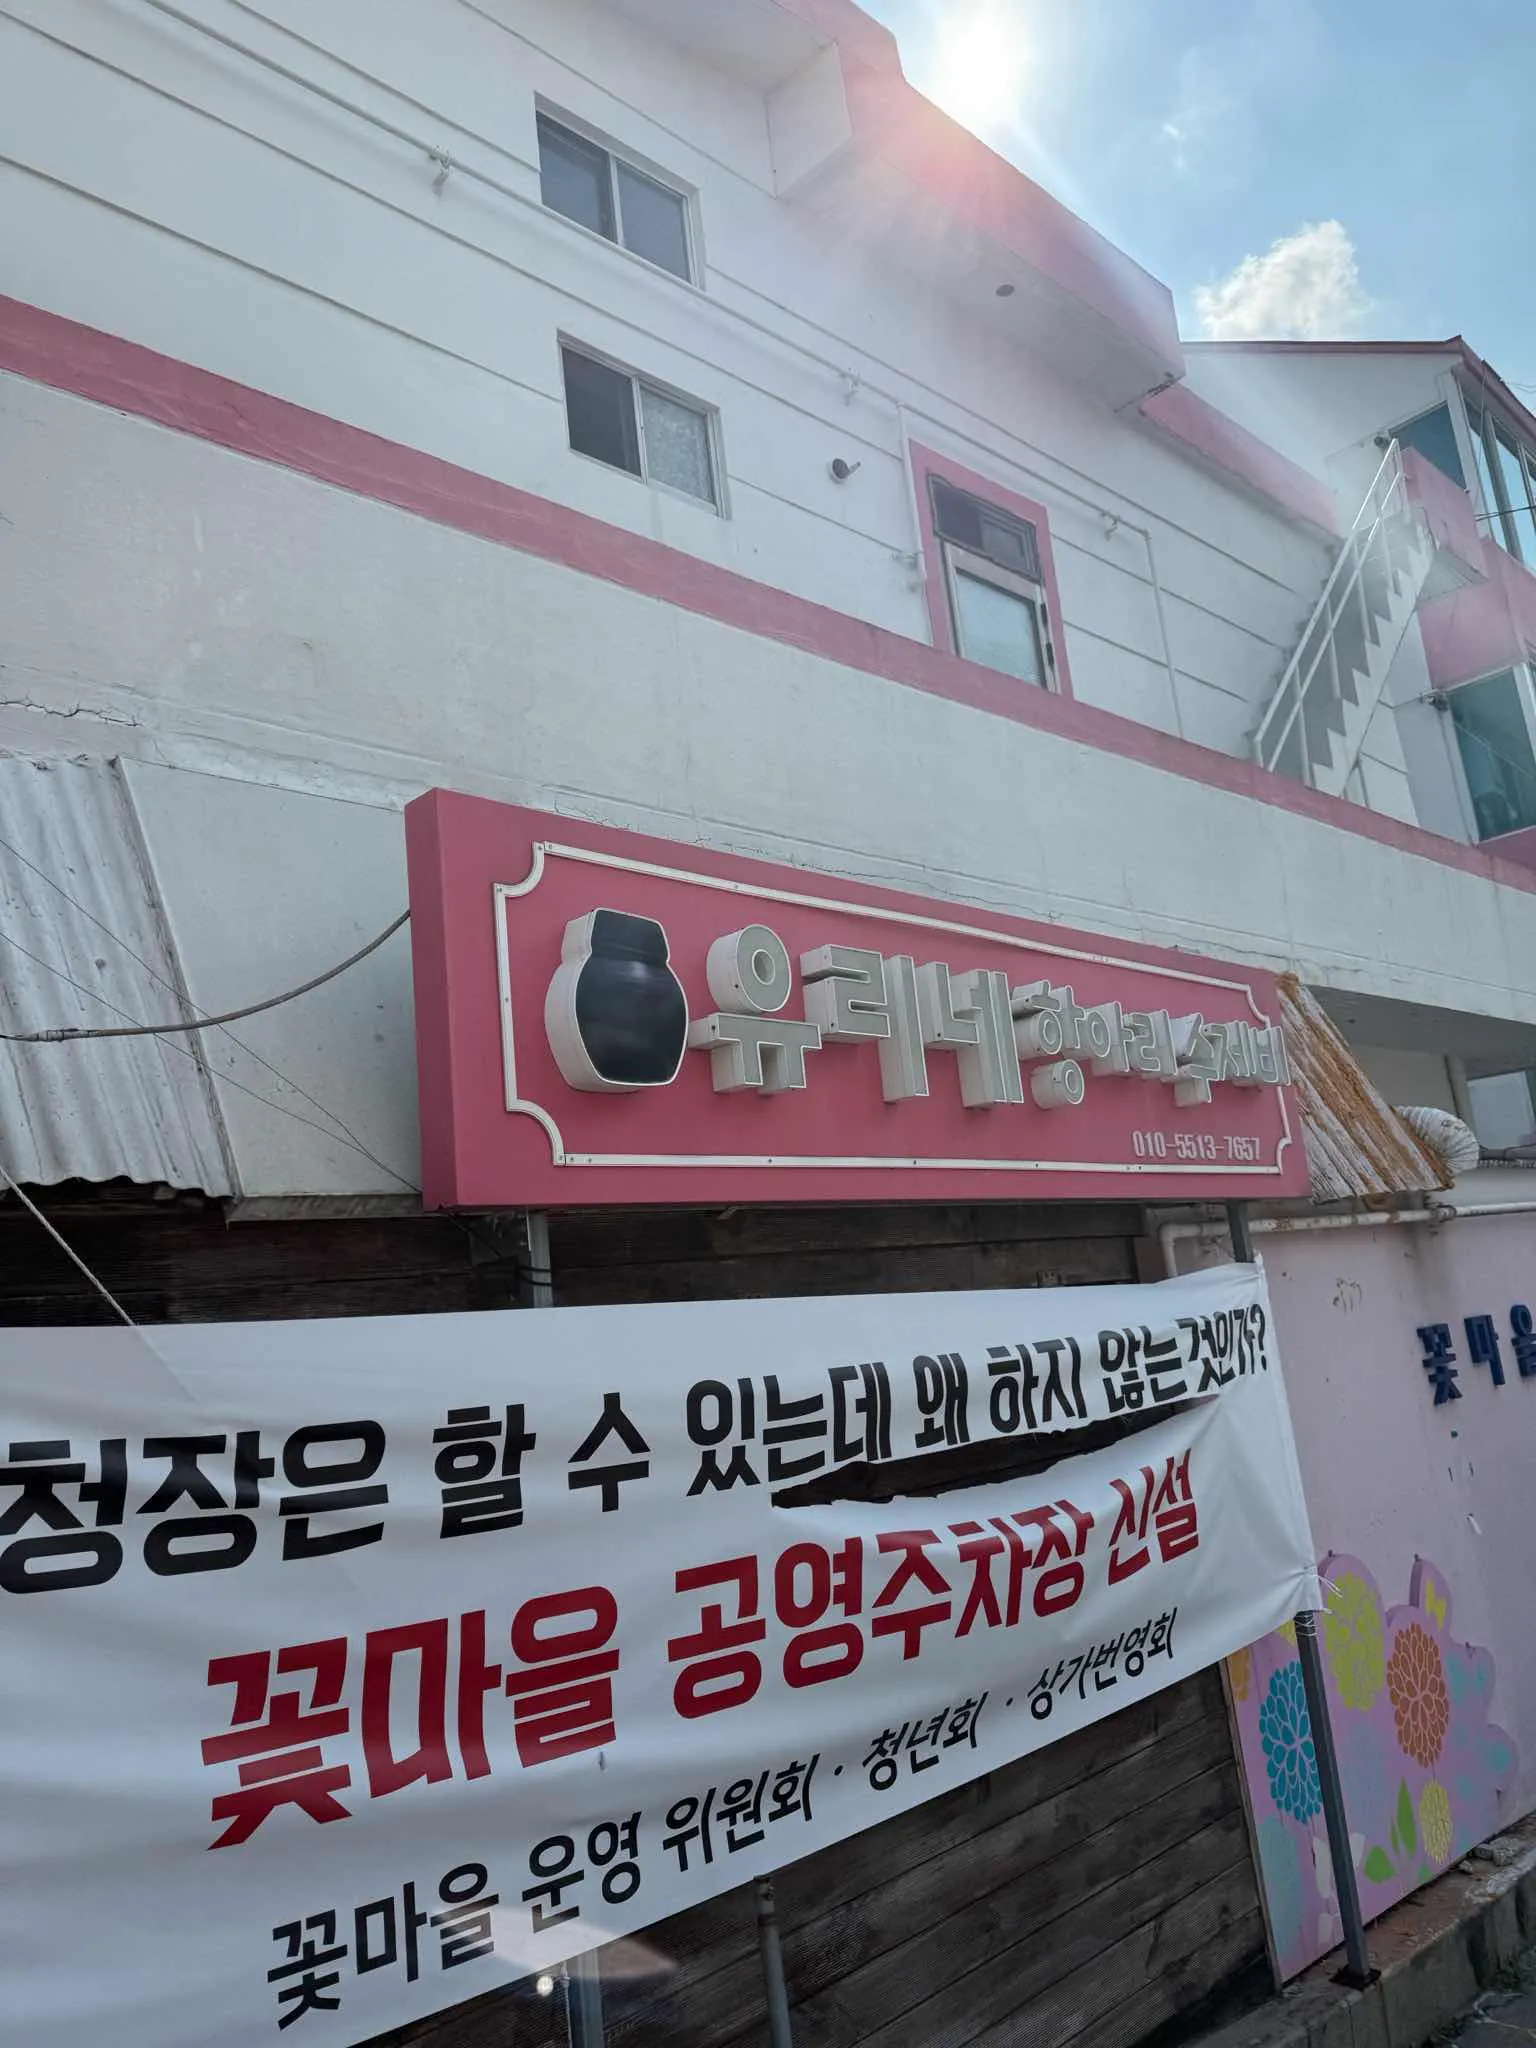 유리네 항아리 수제비
010-5513-7657
청장은 할 수 있는데 왜 하지 않는것인가?
꽃마을 공영주차장 신설
꽃마을 운영 위원회 · 청년회 · 상가번영회
꽃마을